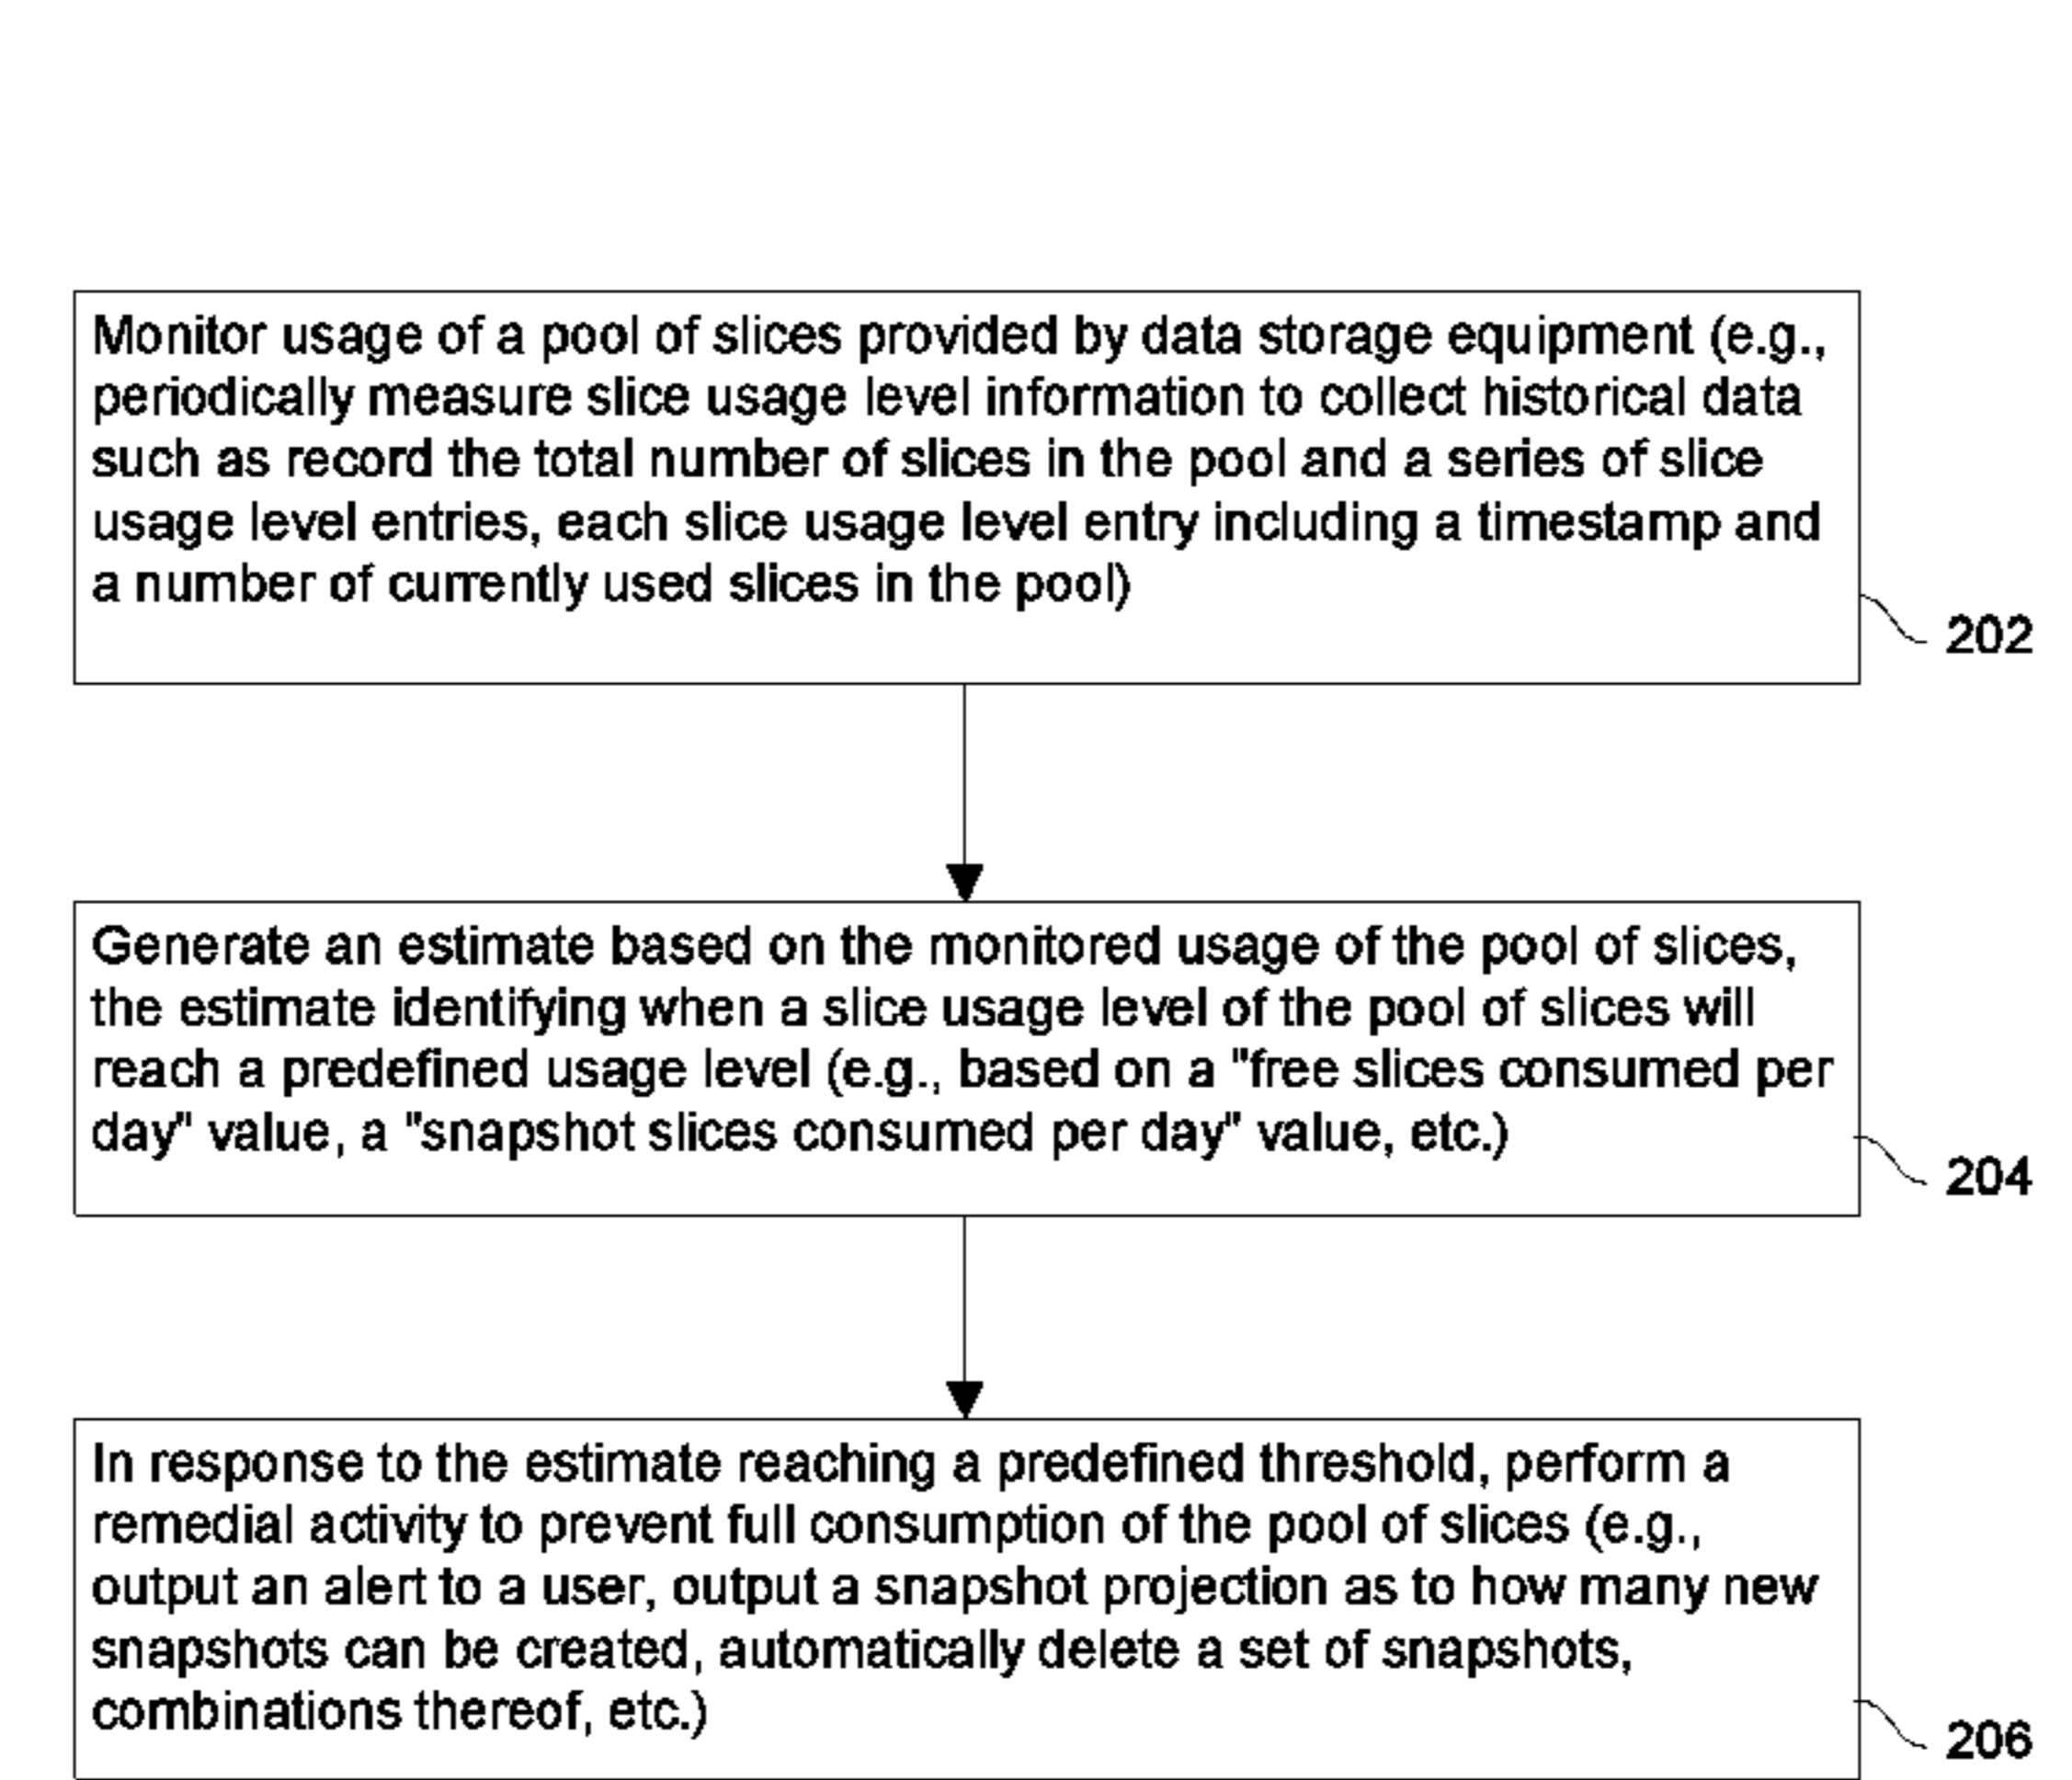 Monitor usage of a pool of slices provided by data storage equipment (e.g.,
periodically measure slice usage level information to collect historical data
such as record the total number of slices in the pool and a series of slice
usage level entries, each slice usage level entry including a timestamp and
a number of currently used slices in the pool)
202
Generate an estimate based on the monitored usage of the pool of slices,
the estimate identifying when a slice usage level of the pool of slices will
reach a predefined usage level (e.g., based on a "free slices consumed per
day" value, a "snapshot slices consumed per day" value, etc.)
204
In response to the estimate reaching a predefined threshold, perform a
remedial activity to prevent full consumption of the pool of slices (e.g.,
output an alert to a user, output a snapshot projection as to how many new
snapshots can be created, automatically delete a set of snapshots,
combinations thereof, etc.)
206